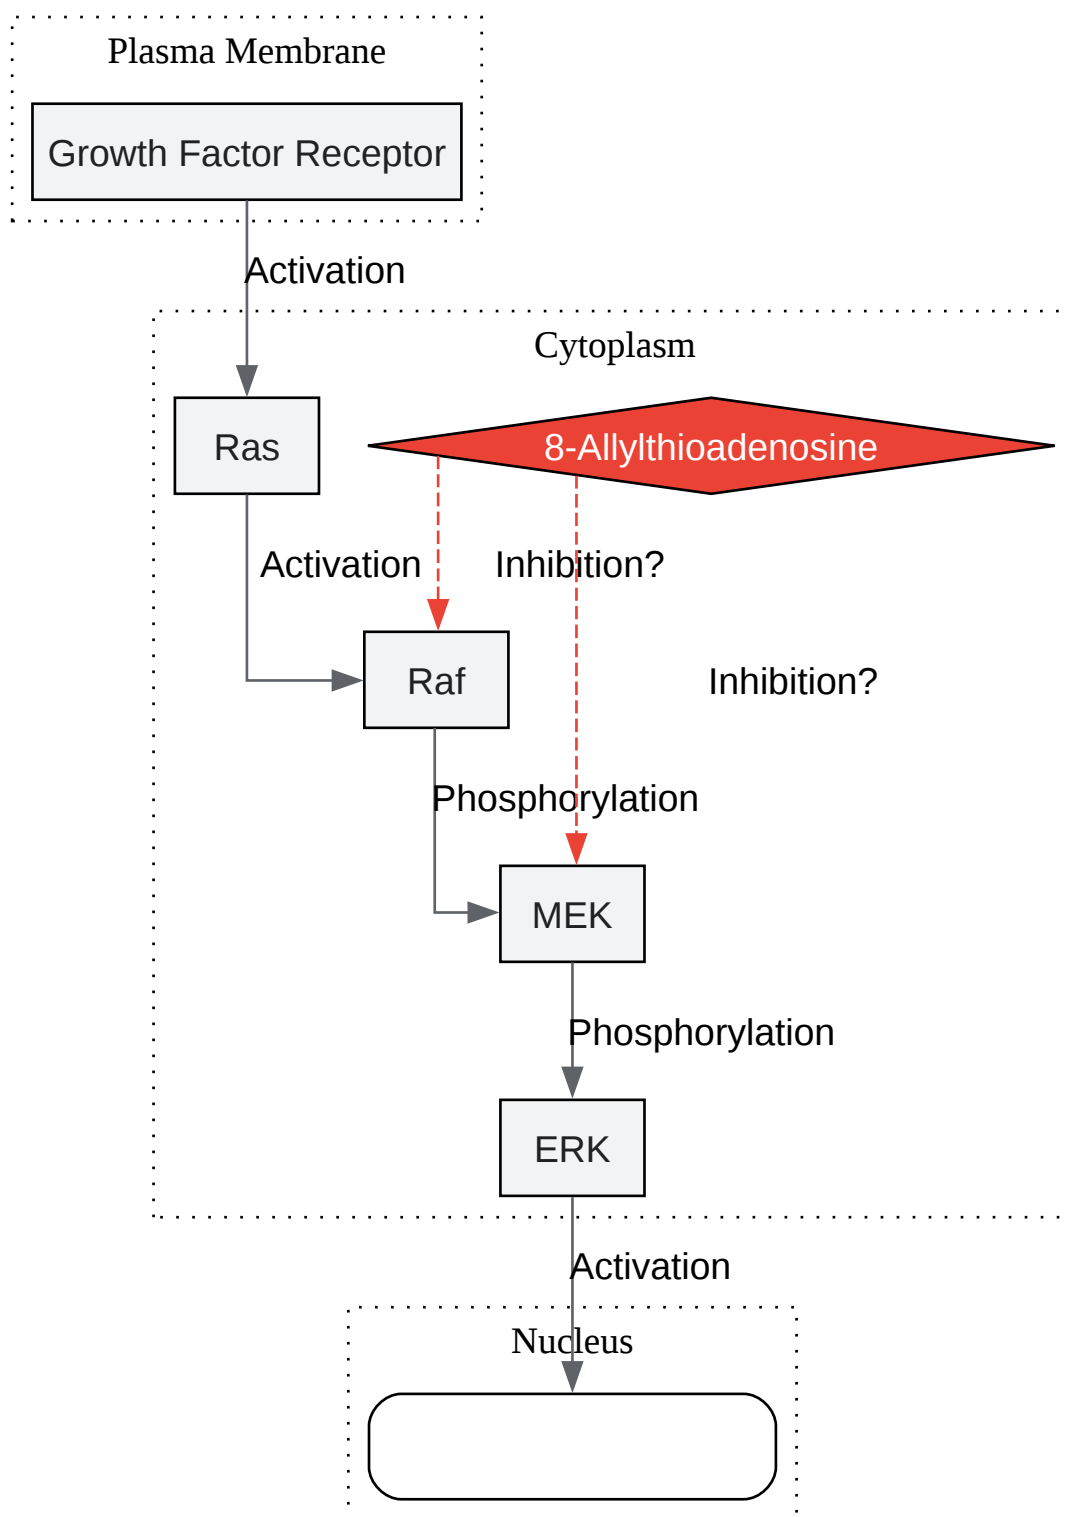 Plasma Membrane
Growth Factor Receptor
Activation
Cytoplasm
Ras
8-Allylthioadenosine
Activation
Inhibition?
Raf
Inhibition?
Phosphorylation
MEK
Phosphorylation
ERK
Activation
Nucleus